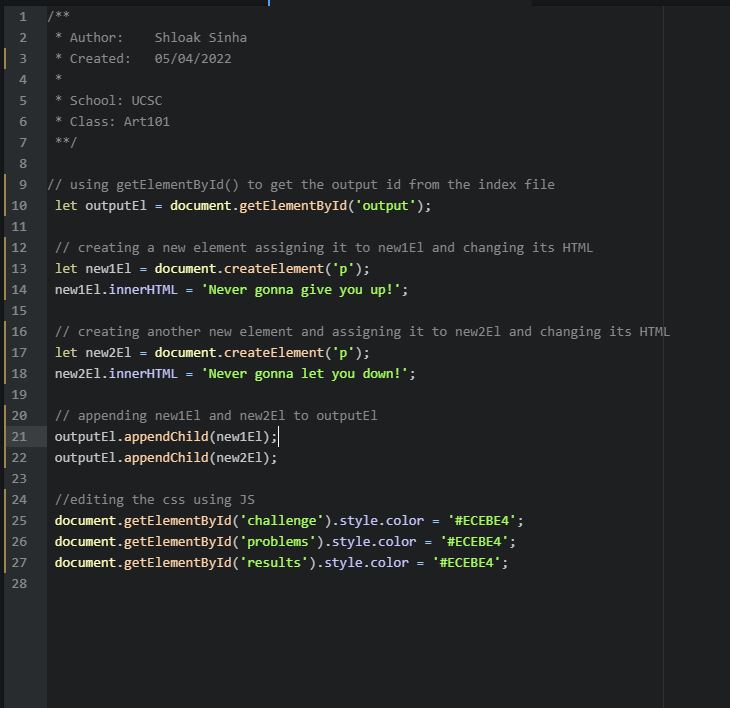 1 /**
2  * Author:    Shloak Sinha
3  * Created:   05/04/2022
4  *
5  * School: UCSC
6  * Class: Art101
7  **/
8
9 // using getElementById() to get the output id from the index file
10  let outputEl = document.getElementById('output');
11
12  // creating a new element assigning it to new1El and changing its HTML
13  let new1El = document.createElement('p');
14  new1El.innerHTML = 'Never gonna give you up!';
15
16  // creating another new element and assigning it to new2El and changing its HTML
17  let new2El = document.createElement('p');
18  new2El.innerHTML = 'Never gonna let you down!';
19
20  // appending new1El and new2El to outputEl
21  outputEl.appendChild(new1El);
22  outputEl.appendChild(new2El);
23
24  //editing the css using JS
25  document.getElementById('challenge').style.color = '#ECEBE4';
26  document.getElementById('problems').style.color = '#ECEBE4';
27  document.getElementById('results').style.color = '#ECEBE4';
28